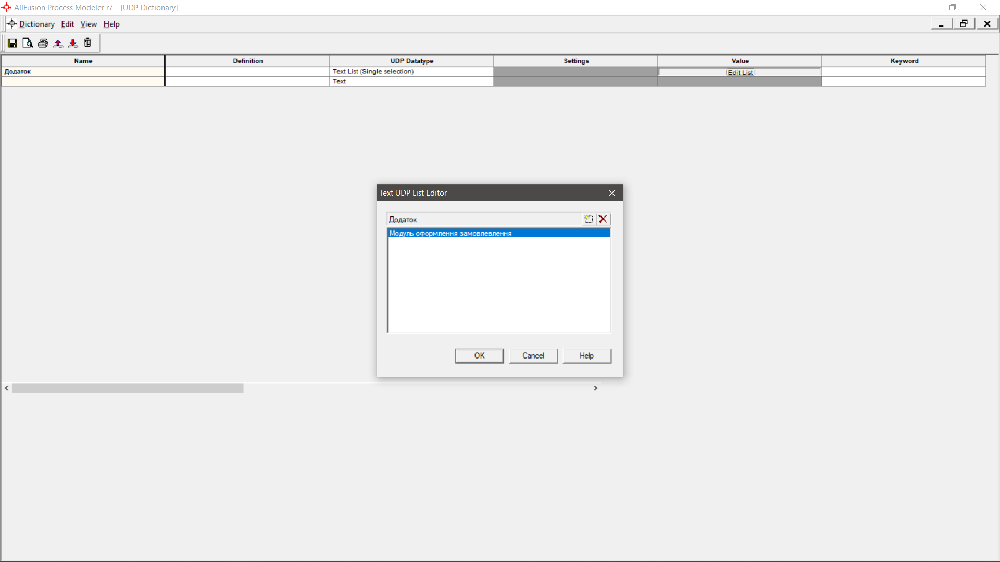 AllFusion Process Modeler r7 - [UDP Dictionary]
Dictionary Edit View Help
Name Definition UDP Datatype Settings Value Keyword
Додаток Text List (Single selection) Edit List
Text
Text UDP List Editor
Додаток
Модуль оформлення замовлевлення
OK Cancel Help